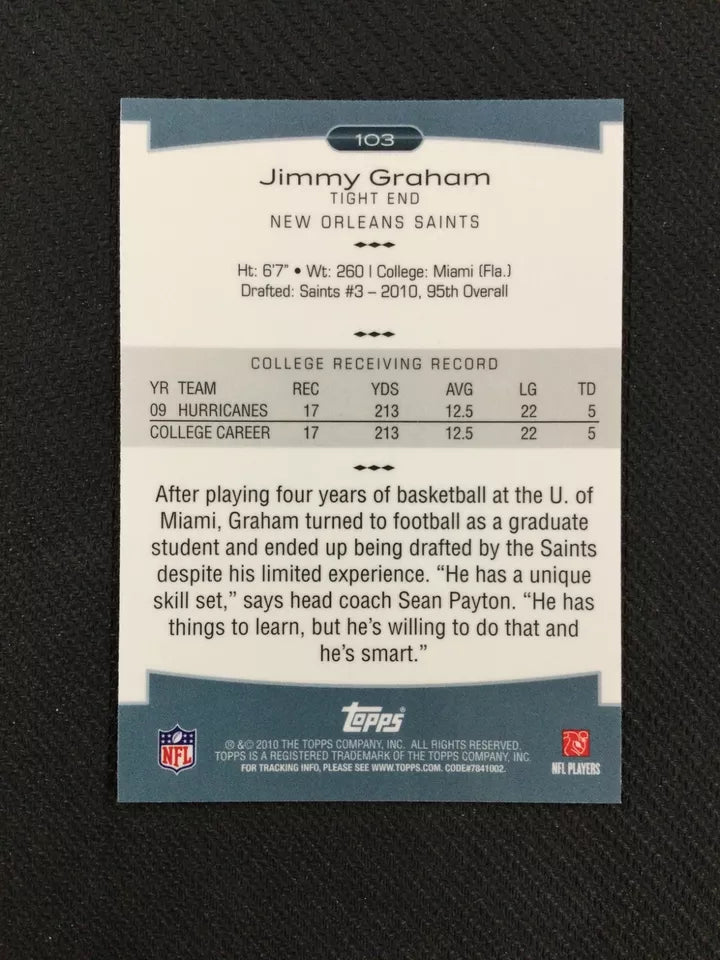 103
Jimmy Graham
TIGHT END
NEW ORLEANS SAINTS
Ht: 6'7" • Wt: 260 | College: Miami (Fla.)
Drafted: Saints #3 – 2010, 95th Overall
COLLEGE RECEIVING RECORD
YR TEAM REC YDS AVG LG TD
09 HURRICANES 17 213 12.5 22 5
COLLEGE CAREER 17 213 12.5 22 5
After playing four years of basketball at the U. of
Miami, Graham turned to football as a graduate
student and ended up being drafted by the Saints
despite his limited experience. “He has a unique
skill set,” says head coach Sean Payton. “He has
things to learn, but he’s willing to do that and
he’s smart.”
Topps
® &© 2010 THE TOPPS COMPANY, INC. ALL RIGHTS RESERVED.
TOPPS IS A REGISTERED TRADEMARK OF THE TOPPS COMPANY, INC.
FOR TRACKING INFO, PLEASE SEE WWW.TOPPS.COM. CODE#7841002.
NFL
NFL PLAYERS